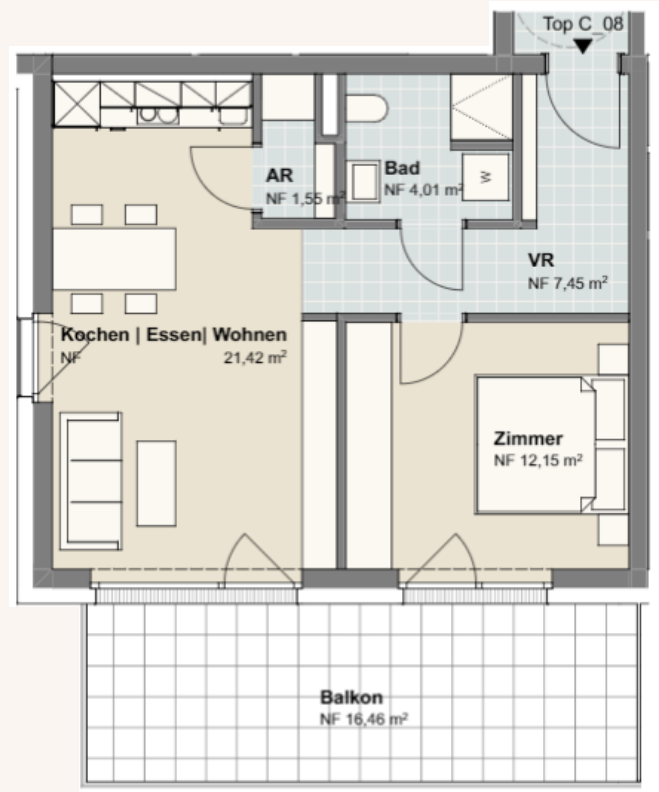 Top C_08
AR
NF 1,55 m²
Bad
NF 4,01 m²
W
VR
NF 7,45 m²
Kochen | Essen| Wohnen
NF 21,42 m²
Zimmer
NF 12,15 m²
Balkon
NF 16,46 m²